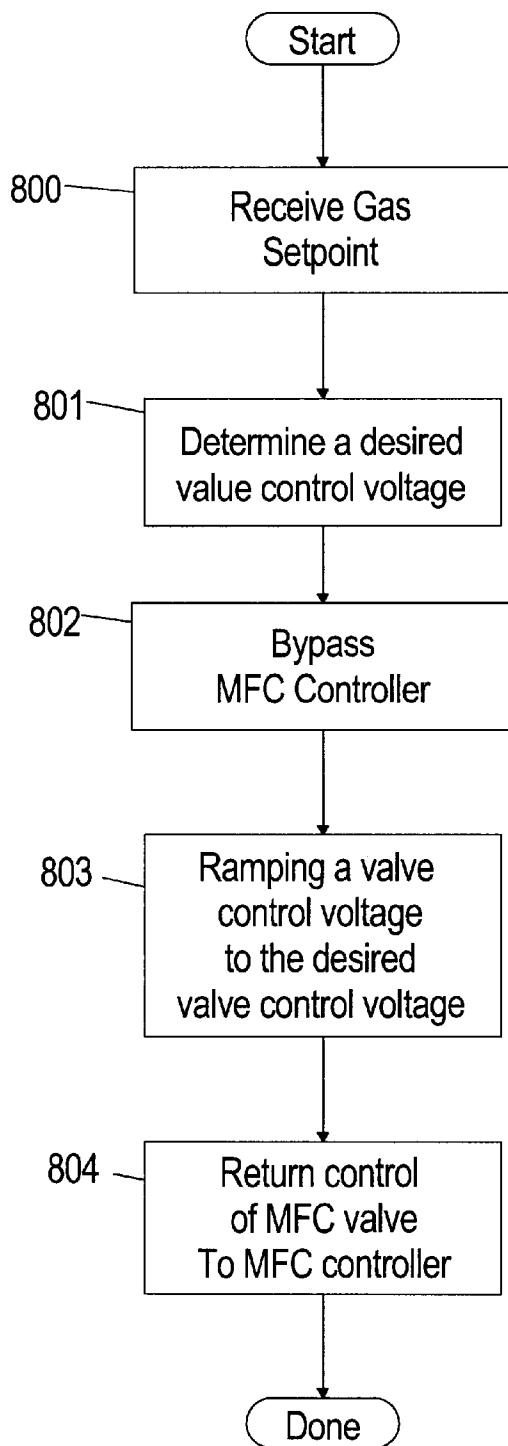 Start
800
Receive Gas
Setpoint
801
Determine a desired
value control voltage
802
Bypass
MFC Controller
803
Ramping a valve
control voltage
to the desired
valve control voltage
804
Return control
of MFC valve
To MFC controller
Done